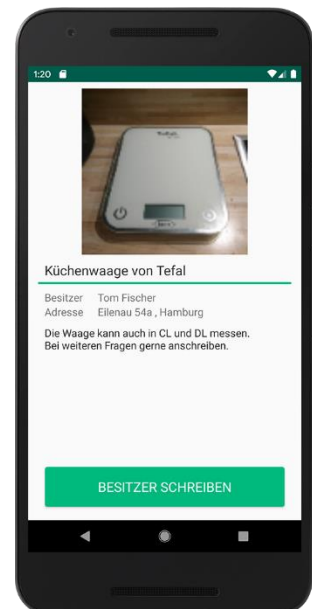 1:20
Tefal
Küchenwaage von Tefal
Besitzer Tom Fischer
Adresse Eilenau 54a , Hamburg
Die Waage kann auch in CL und DL messen.
Bei weiteren Fragen gerne anschreiben.
BESITZER SCHREIBEN